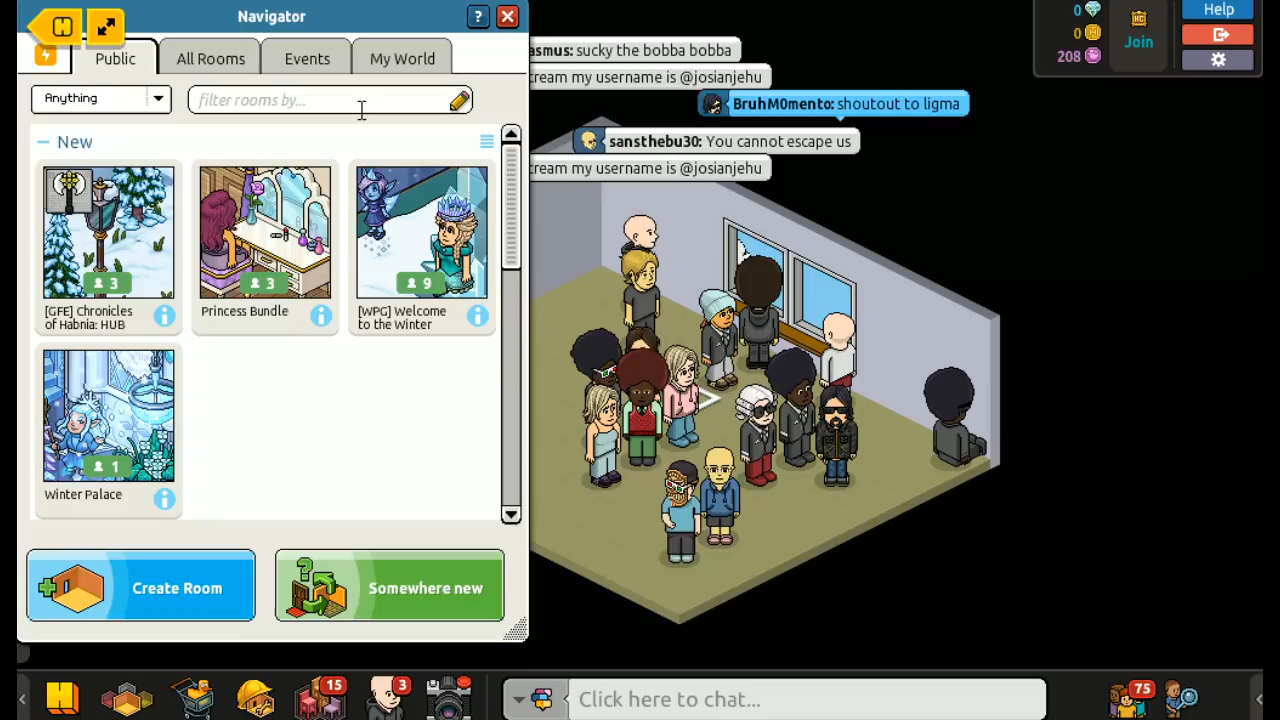 Navigator
?
Public
All Rooms
Events
My World
Anything
filter rooms by...
New
3
[GFE] Chronicles
of Habnia: HUB
3
Princess Bundle
9
[WPG] Welcome
to the Winter
1
Winter Palace
Create Room
Somewhere new
asmus: sucky the bobba bobba
cream my username is @josianjehu
BruhM0mento: shoutout to ligma
sansthebu30: You cannot escape us
cream my username is @josianjehu
0
0
208
HC
Join
Help
15
3
Click here to chat...
75